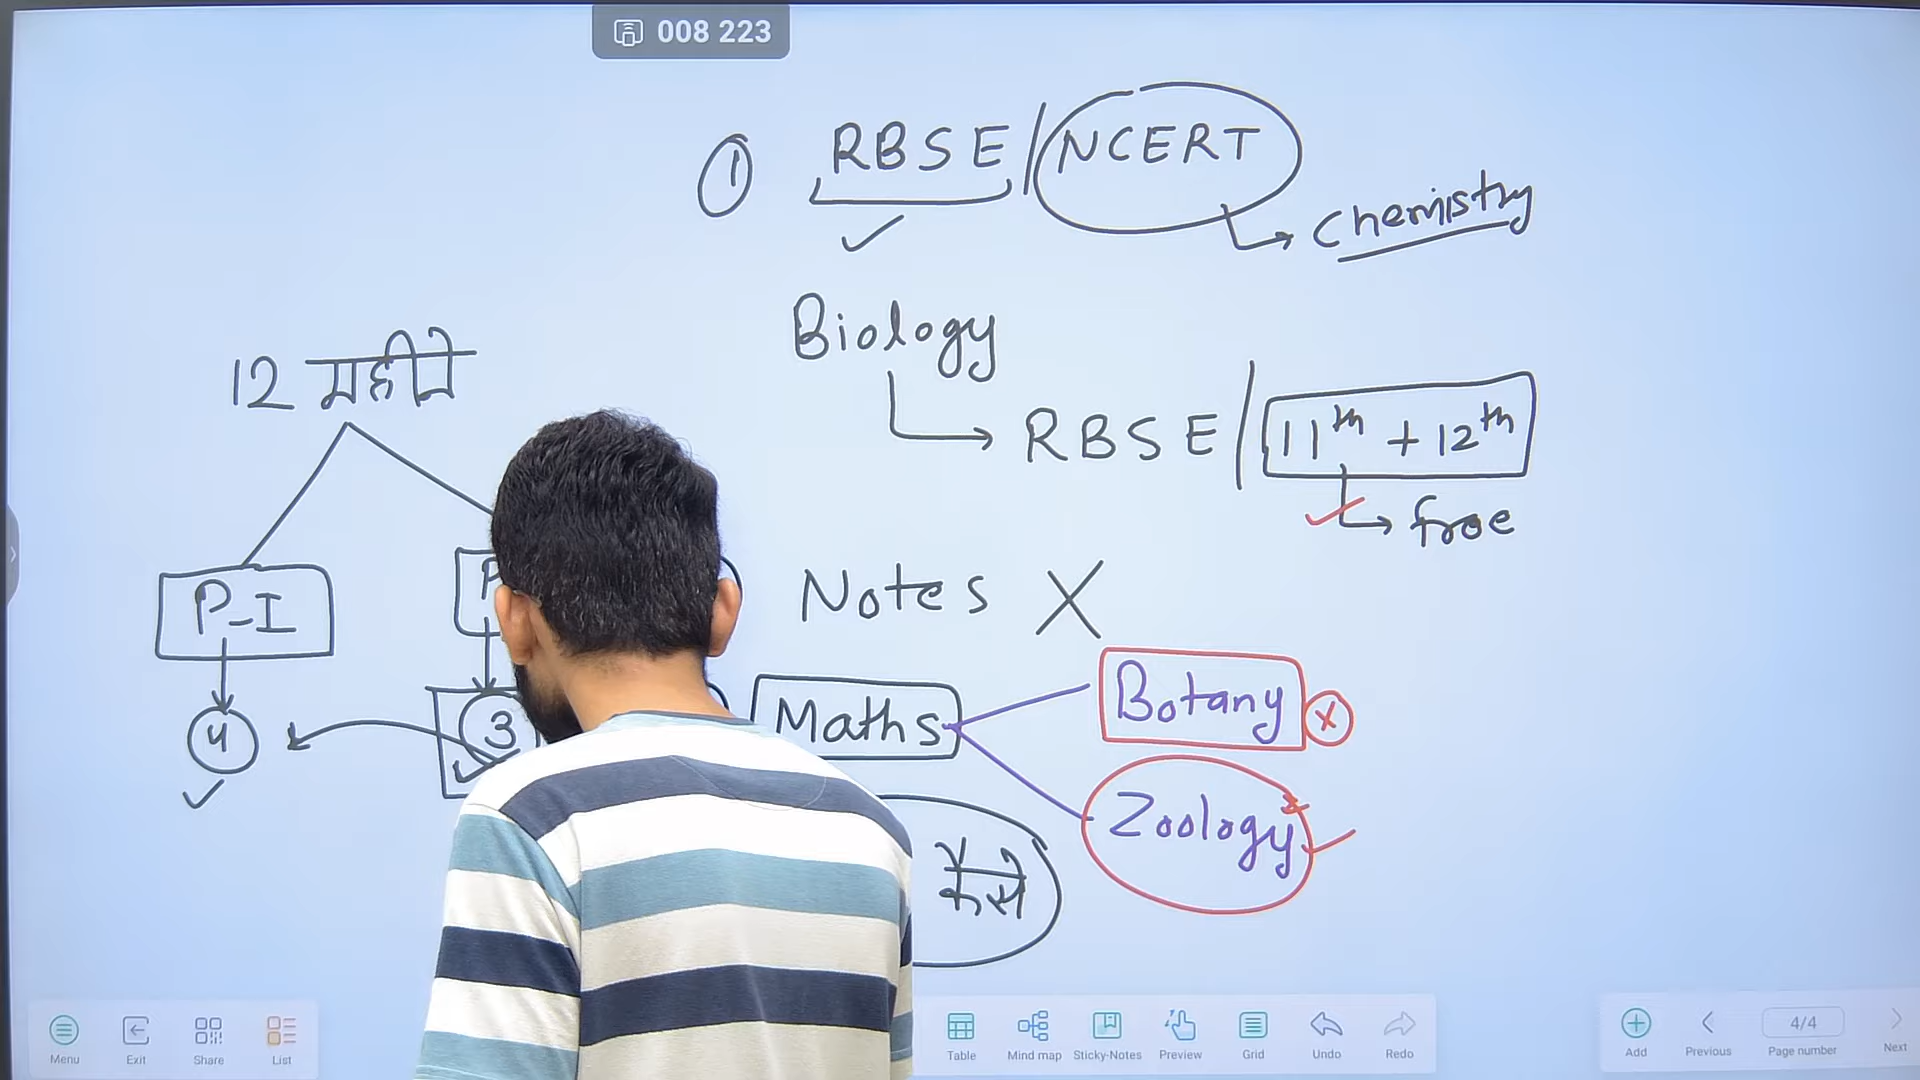 008 223
① RBSE / NCERT
✓
→ Chemistry
Biology
→ RBSE / 11th + 12th
→ free
12 महीने
P-I
P
4
3
Notes X
Maths
Botany X
Zoology
कैसे
Menu
Exit
Share
List
Table
Mind map
Sticky-Notes
Preview
Grid
Undo
Redo
Add
Previous
4/4
Page number
Next